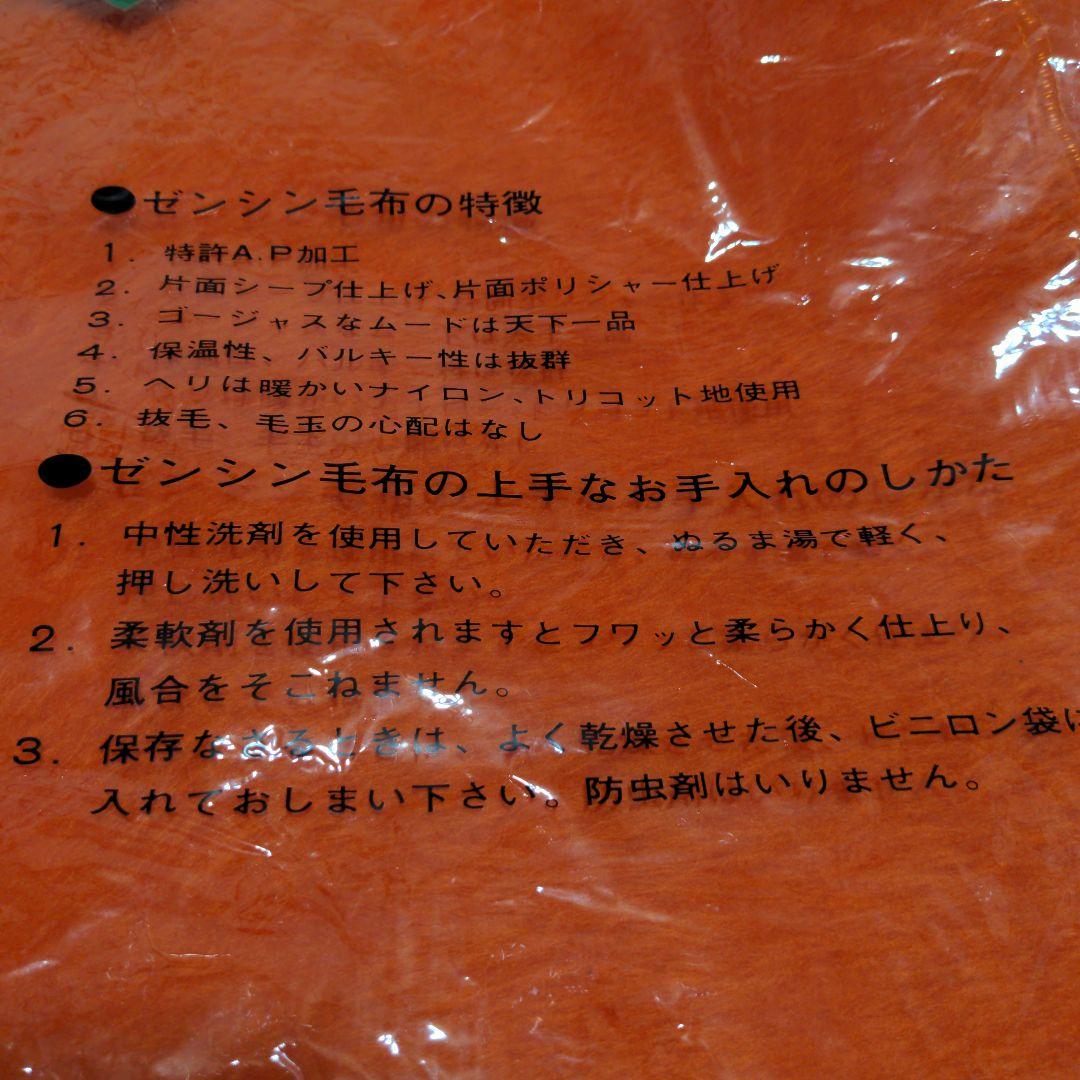 ●ゼンシン毛布の特徴
1. 特許A.P加工
2. 片面シープ仕上げ、片面ポリシャー仕上げ
3. ゴージャスなムードは天下一品
4. 保温性、バルキー性は抜群
5. ヘリは暖かいナイロン、トリコット地使用
6. 抜毛、毛玉の心配はなし
●ゼンシン毛布の上手なお手入れのしかた
1. 中性洗剤を使用していただき、ぬるま湯で軽く、
押し洗いして下さい。
2. 柔軟剤を使用されますとフワッと柔らかく仕上り、
風合をそこねません。
3. 保存なさるときは、よく乾燥させた後、ビニロン袋に
入れておしまい下さい。防虫剤はいりません。